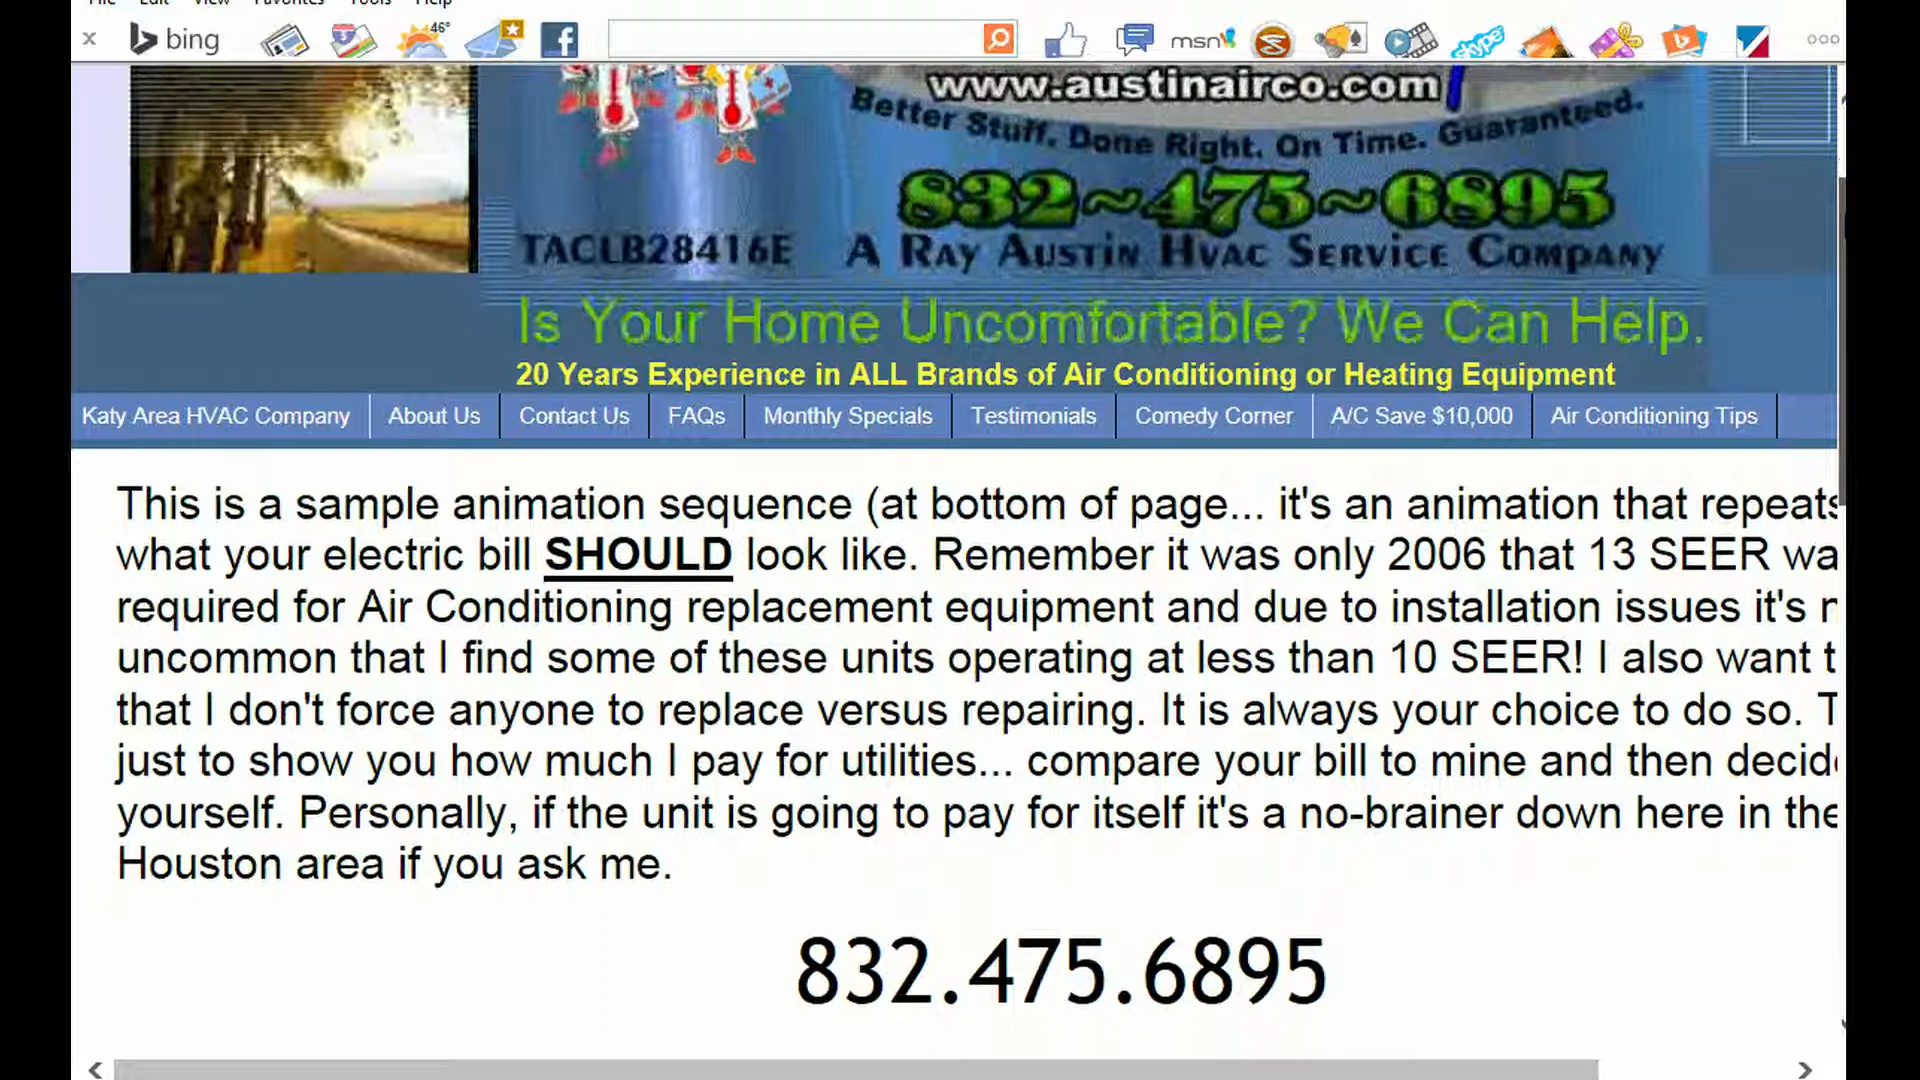 File Edit View Favorites Tools Help
bing
46°
msn
skype
www.austinairco.com
Better Stuff. Done Right. On Time. Guaranteed.
832~475~6895
TACLB28416E A Ray Austin Hvac Service Company
Is Your Home Uncomfortable? We Can Help.
20 Years Experience in ALL Brands of Air Conditioning or Heating Equipment
Katy Area HVAC Company About Us Contact Us FAQs Monthly Specials Testimonials Comedy Corner A/C Save $10,000 Air Conditioning Tips
This is a sample animation sequence (at bottom of page... it's an animation that repeats
what your electric bill SHOULD look like. Remember it was only 2006 that 13 SEER wa
required for Air Conditioning replacement equipment and due to installation issues it's
uncommon that I find some of these units operating at less than 10 SEER! I also want t
that I don't force anyone to replace versus repairing. It is always your choice to do so. T
just to show you how much I pay for utilities... compare your bill to mine and then decid
yourself. Personally, if the unit is going to pay for itself it's a no-brainer down here in the
Houston area if you ask me.
832.475.6895